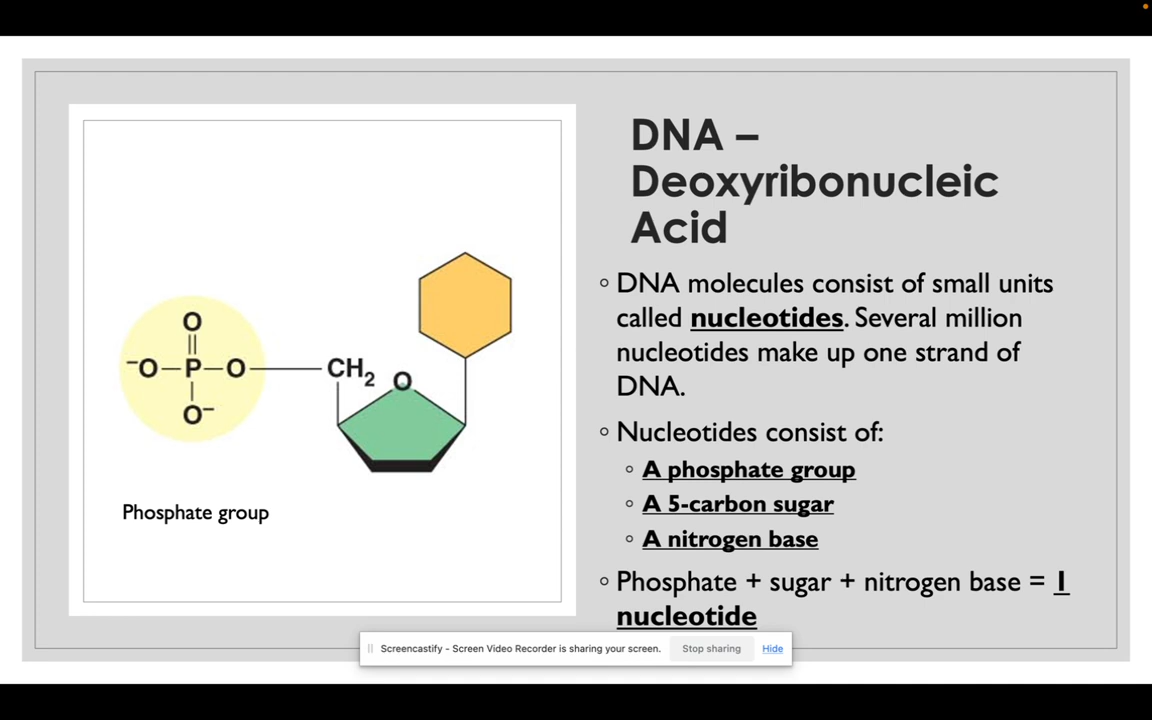 DNA –
Deoxyribonucleic
Acid
◦ DNA molecules consist of small units
called nucleotides. Several million
nucleotides make up one strand of
DNA.
◦ Nucleotides consist of:
◦ A phosphate group
◦ A 5-carbon sugar
◦ A nitrogen base
◦ Phosphate + sugar + nitrogen base = 1
nucleotide
O
⁻O—P—O
O⁻
CH₂
O
Phosphate group
Screencastify - Screen Video Recorder is sharing your screen. Stop sharing Hide